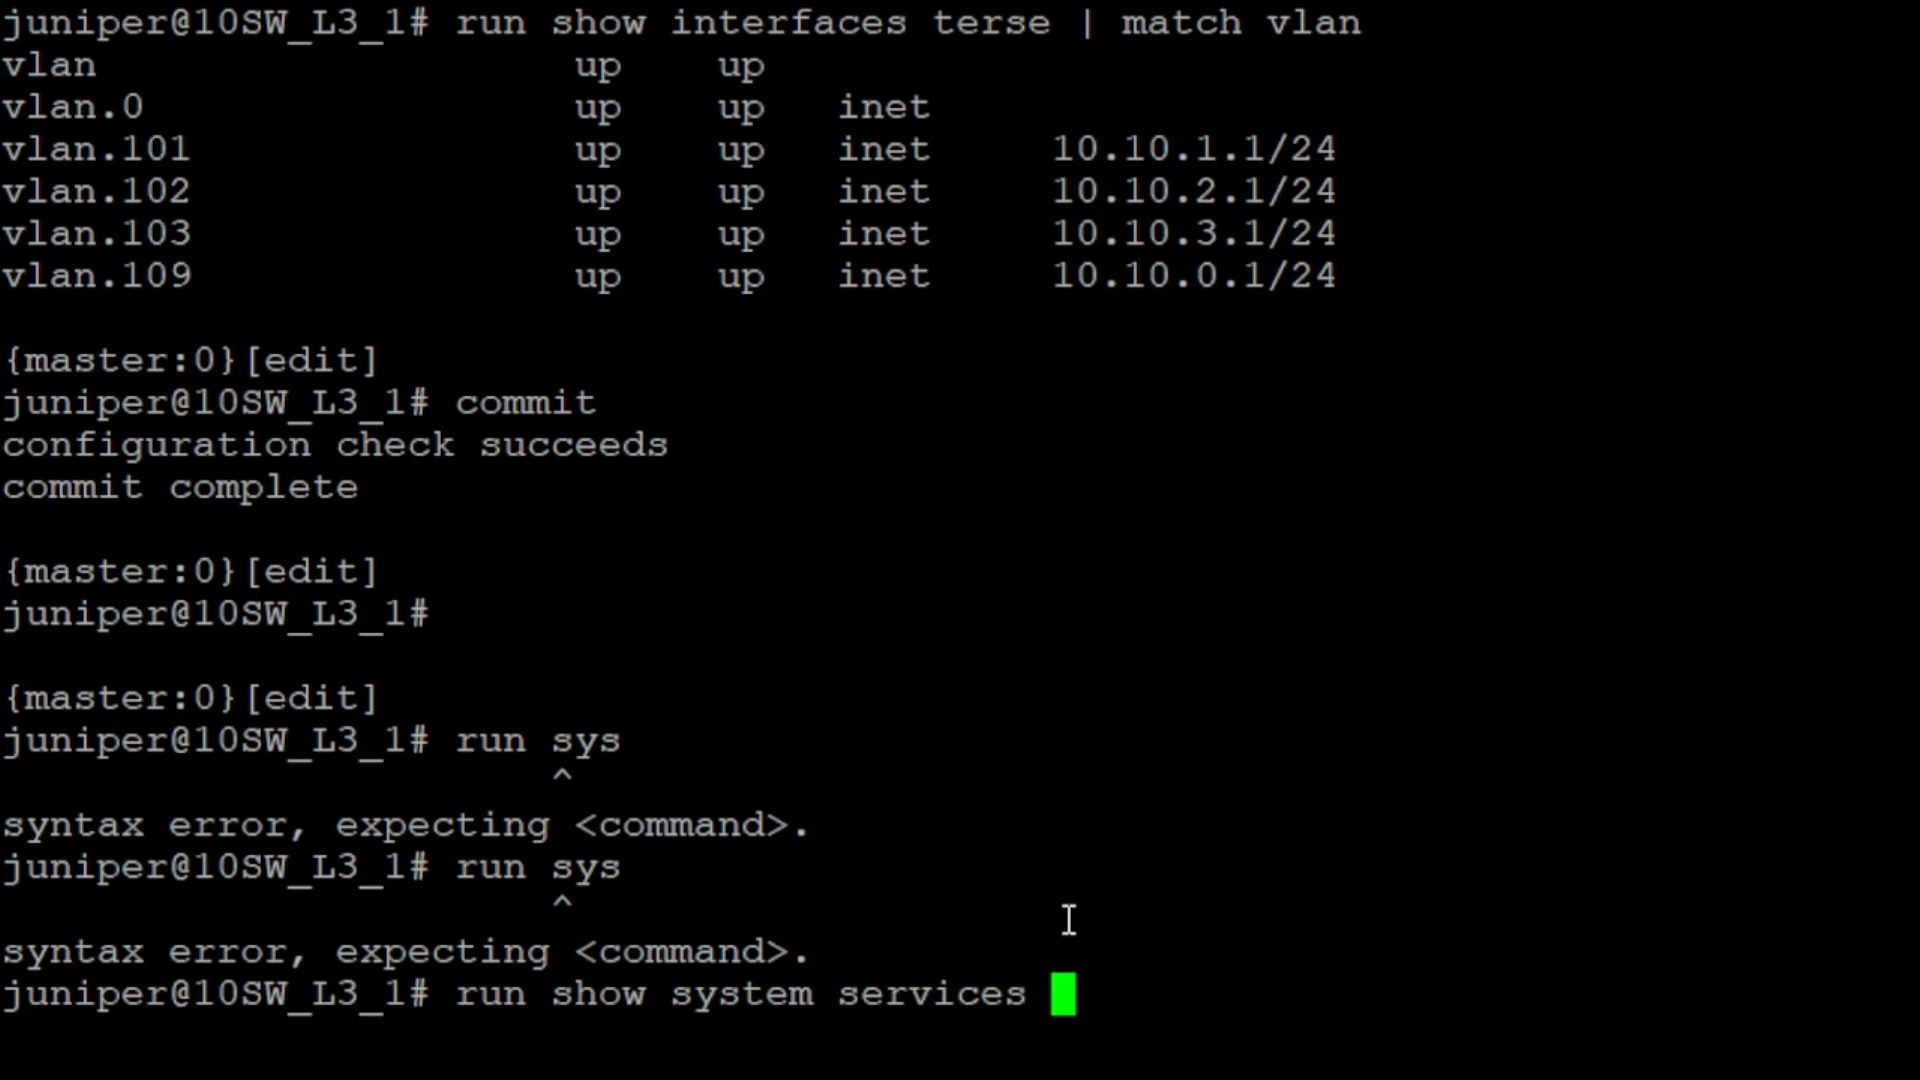 juniper@10SW_L3_1# run show interfaces terse | match vlan
vlan                    up    up
vlan.0                  up    up   inet
vlan.101                up    up   inet     10.10.1.1/24
vlan.102                up    up   inet     10.10.2.1/24
vlan.103                up    up   inet     10.10.3.1/24
vlan.109                up    up   inet     10.10.0.1/24
{master:0}[edit]
juniper@10SW_L3_1# commit
configuration check succeeds
commit complete
{master:0}[edit]
juniper@10SW_L3_1#
{master:0}[edit]
juniper@10SW_L3_1# run sys
                       ^
syntax error, expecting <command>.
juniper@10SW_L3_1# run sys
                       ^
syntax error, expecting <command>.
juniper@10SW_L3_1# run show system services